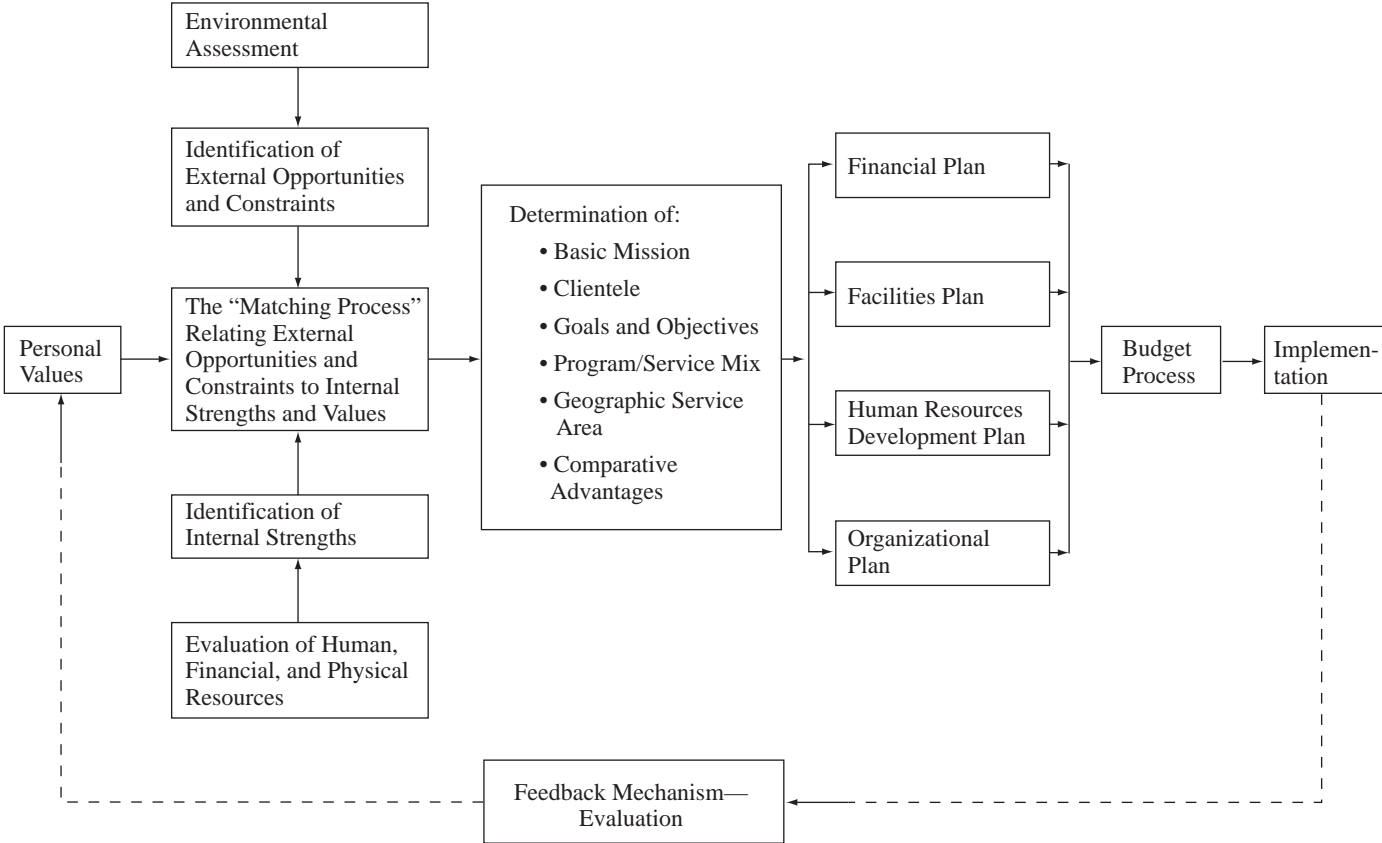 Environmental
Assessment
Identification of
External Opportunities
and Constraints
The “Matching Process”
Relating External
Opportunities and
Constraints to Internal
Strengths and Values
Personal
Values
Identification of
Internal Strengths
Evaluation of Human,
Financial, and Physical
Resources
Determination of:
• Basic Mission
• Clientele
• Goals and Objectives
• Program/Service Mix
• Geographic Service
Area
• Comparative
Advantages
Financial Plan
Facilities Plan
Human Resources
Development Plan
Organizational
Plan
Budget
Process
Implemen-
tation
Feedback Mechanism—
Evaluation